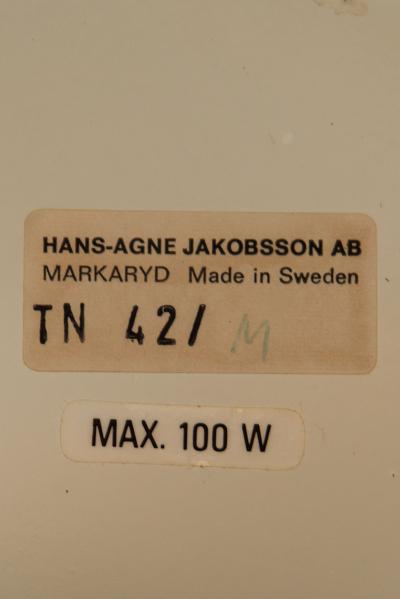 HANS-AGNE JAKOBSSON AB
MARKARYD Made in Sweden
TN 42/ M
MAX. 100 W